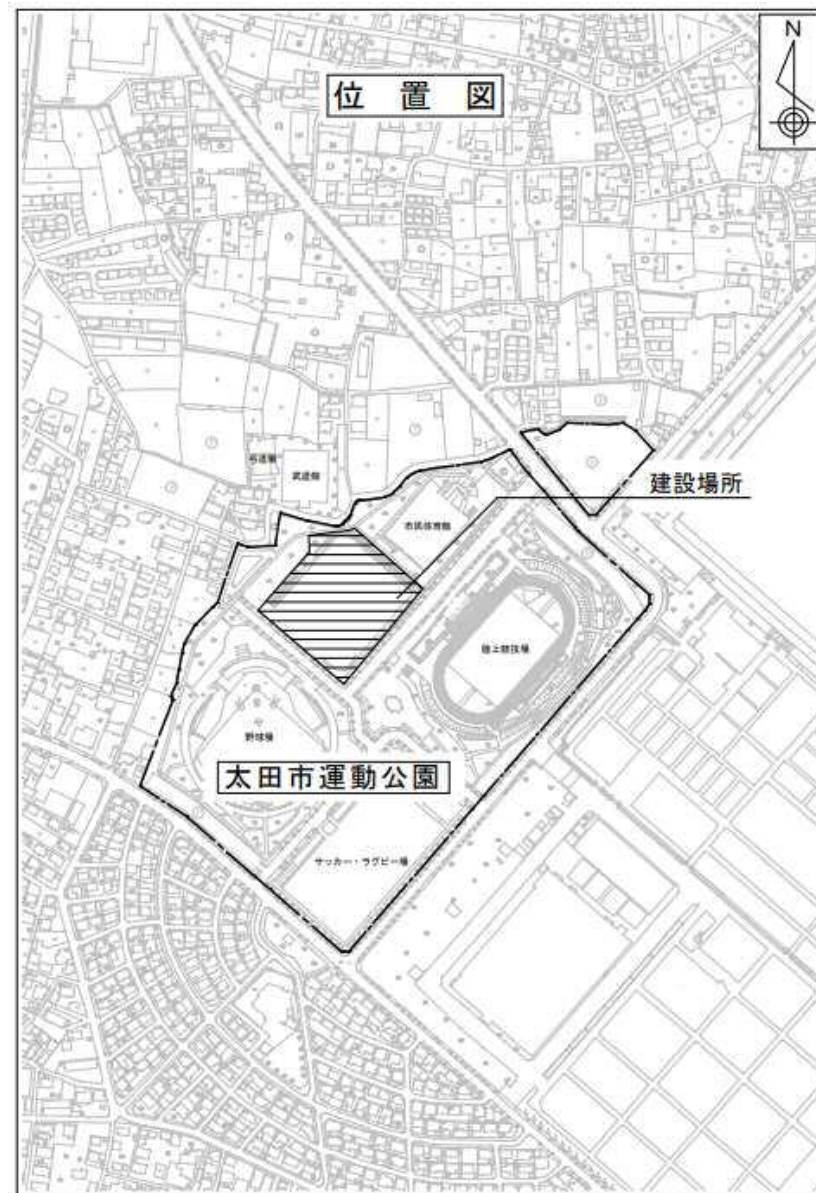 位置図
N
建設場所
弓道場
武道館
市民体育館
陸上競技場
野球場
太田市運動公園
サッカー・ラグビー場